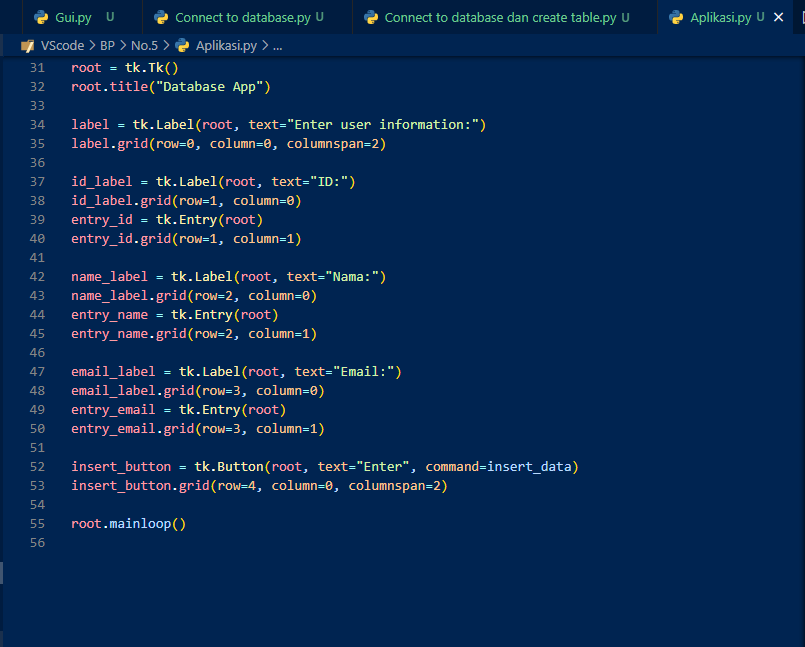 Gui.py U Connect to database.py U Connect to database dan create table.py U Aplikasi.py U
VScode > BP > No.5 > Aplikasi.py > ...
31 root = tk.Tk()
32 root.title("Database App")
33
34 label = tk.Label(root, text="Enter user information:")
35 label.grid(row=0, column=0, columnspan=2)
36
37 id_label = tk.Label(root, text="ID:")
38 id_label.grid(row=1, column=0)
39 entry_id = tk.Entry(root)
40 entry_id.grid(row=1, column=1)
41
42 name_label = tk.Label(root, text="Nama:")
43 name_label.grid(row=2, column=0)
44 entry_name = tk.Entry(root)
45 entry_name.grid(row=2, column=1)
46
47 email_label = tk.Label(root, text="Email:")
48 email_label.grid(row=3, column=0)
49 entry_email = tk.Entry(root)
50 entry_email.grid(row=3, column=1)
51
52 insert_button = tk.Button(root, text="Enter", command=insert_data)
53 insert_button.grid(row=4, column=0, columnspan=2)
54
55 root.mainloop()
56